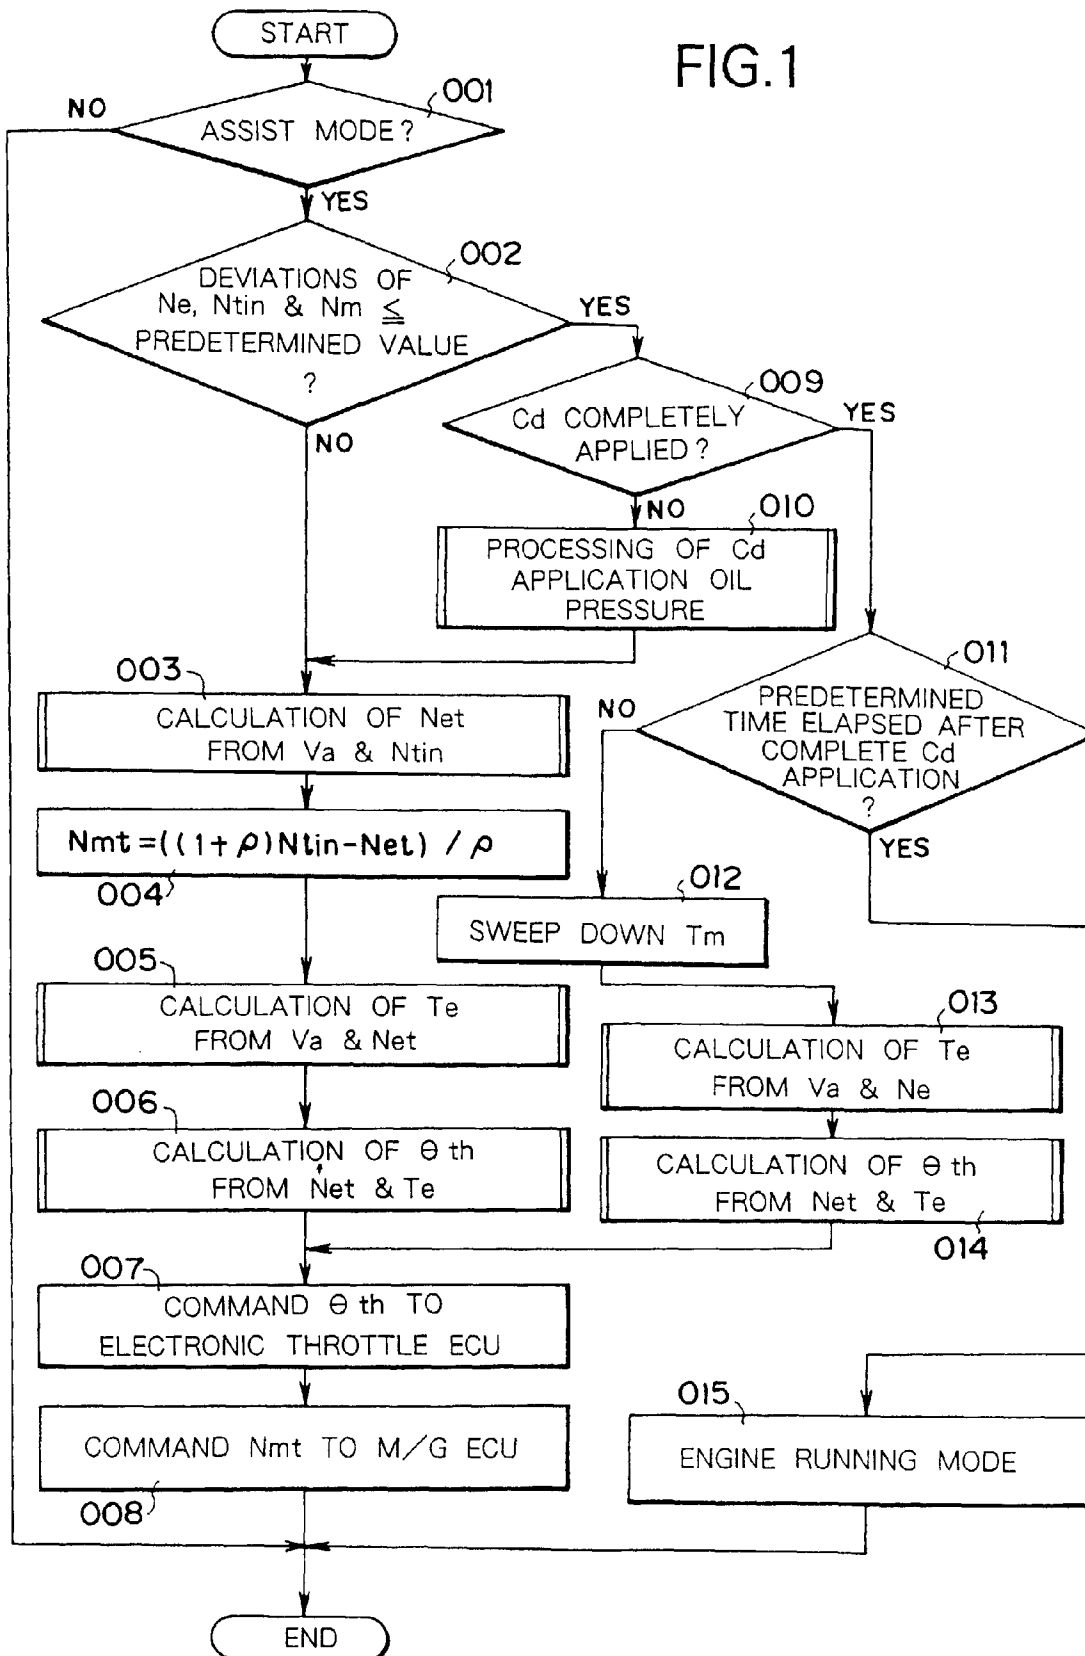 START
FIG.1
001
NO
ASSIST MODE?
YES
002
DEVIATIONS OF
Ne, Ntin & Nm ≦
PREDETERMINED VALUE
?
YES
NO
009
Cd COMPLETELY
APPLIED?
YES
NO
010
PROCESSING OF Cd
APPLICATION OIL
PRESSURE
003
CALCULATION OF Net
FROM Va & Ntin
011
NO
PREDETERMINED
TIME ELAPSED AFTER
COMPLETE Cd
APPLICATION
?
YES
Nmt=((1+ρ)Ntin-Net) / ρ
004
012
SWEEP DOWN Tm
005
CALCULATION OF Te
FROM Va & Net
013
CALCULATION OF Te
FROM Va & Ne
006
CALCULATION OF θ th
FROM Net & Te
CALCULATION OF θ th
FROM Net & Te
014
007
COMMAND θ th TO
ELECTRONIC THROTTLE ECU
015
ENGINE RUNNING MODE
COMMAND Nmt TO M/G ECU
008
END